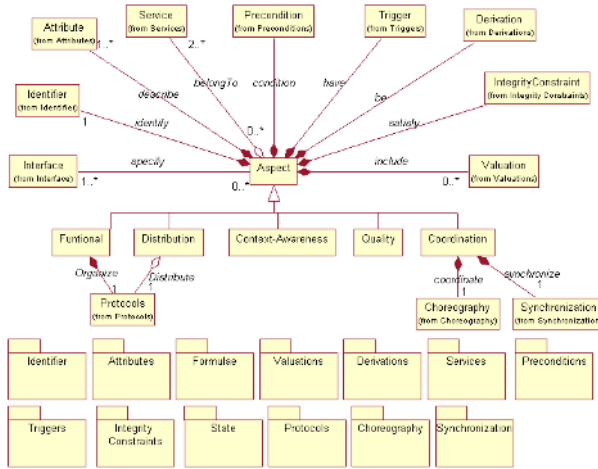 Attribute
(from Attributes)
1..*
Service
(from Services)
2..*
Precondition
(from Preconditions)
Trigger
(from Triggers)
Derivation
(from Derivations)
belongTo
condition
have
be
describe
Identifier
(from Identifier)
1
identify
IntegrityConstraint
(from Integrity Constraints)
satisfy
0..*
Interface
(from Interface)
1..*
specify
0..*
Aspect
include
0..*
Valuation
(from Valuations)
Funtional
Distribution
Context-Awareness
Quality
Coordination
Organize
1
Distribute
1
coordinate
1
synchronize
1
Protocols
(from Protocols)
Choreography
(from Choreography)
Synchronization
(from Synchronization)
Identifier
Attributes
Formulae
Valuations
Derivations
Services
Preconditions
Triggers
Integrity
Constraints
State
Protocols
Choreography
Synchronization